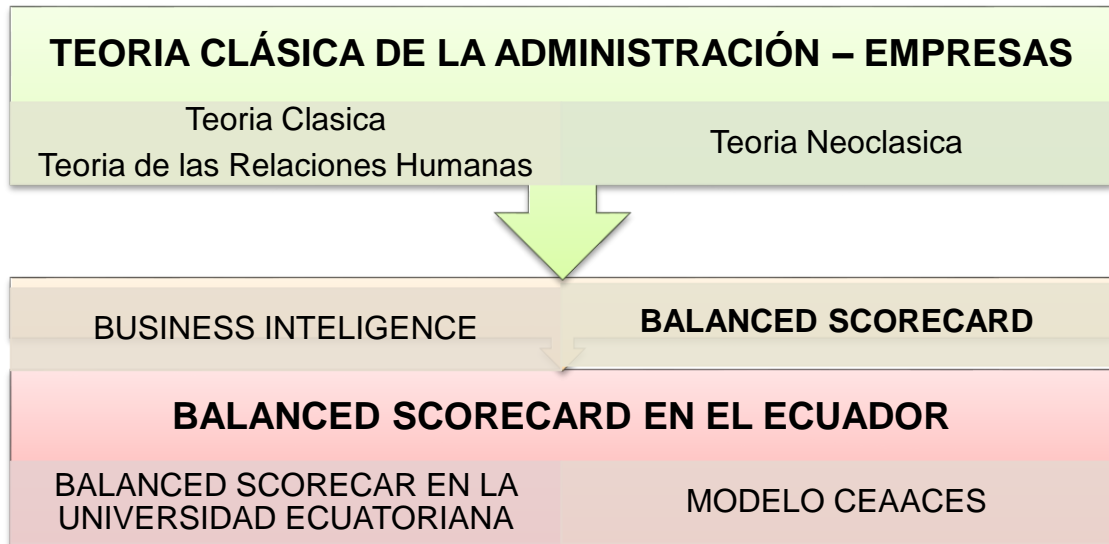 TEORIA CLÁSICA DE LA ADMINISTRACIÓN – EMPRESAS
Teoria Clasica
Teoria de las Relaciones Humanas
Teoria Neoclasica
BUSINESS INTELIGENCE
BALANCED SCORECARD
BALANCED SCORECARD EN EL ECUADOR
BALANCED SCORECAR EN LA
UNIVERSIDAD ECUATORIANA
MODELO CEAACES